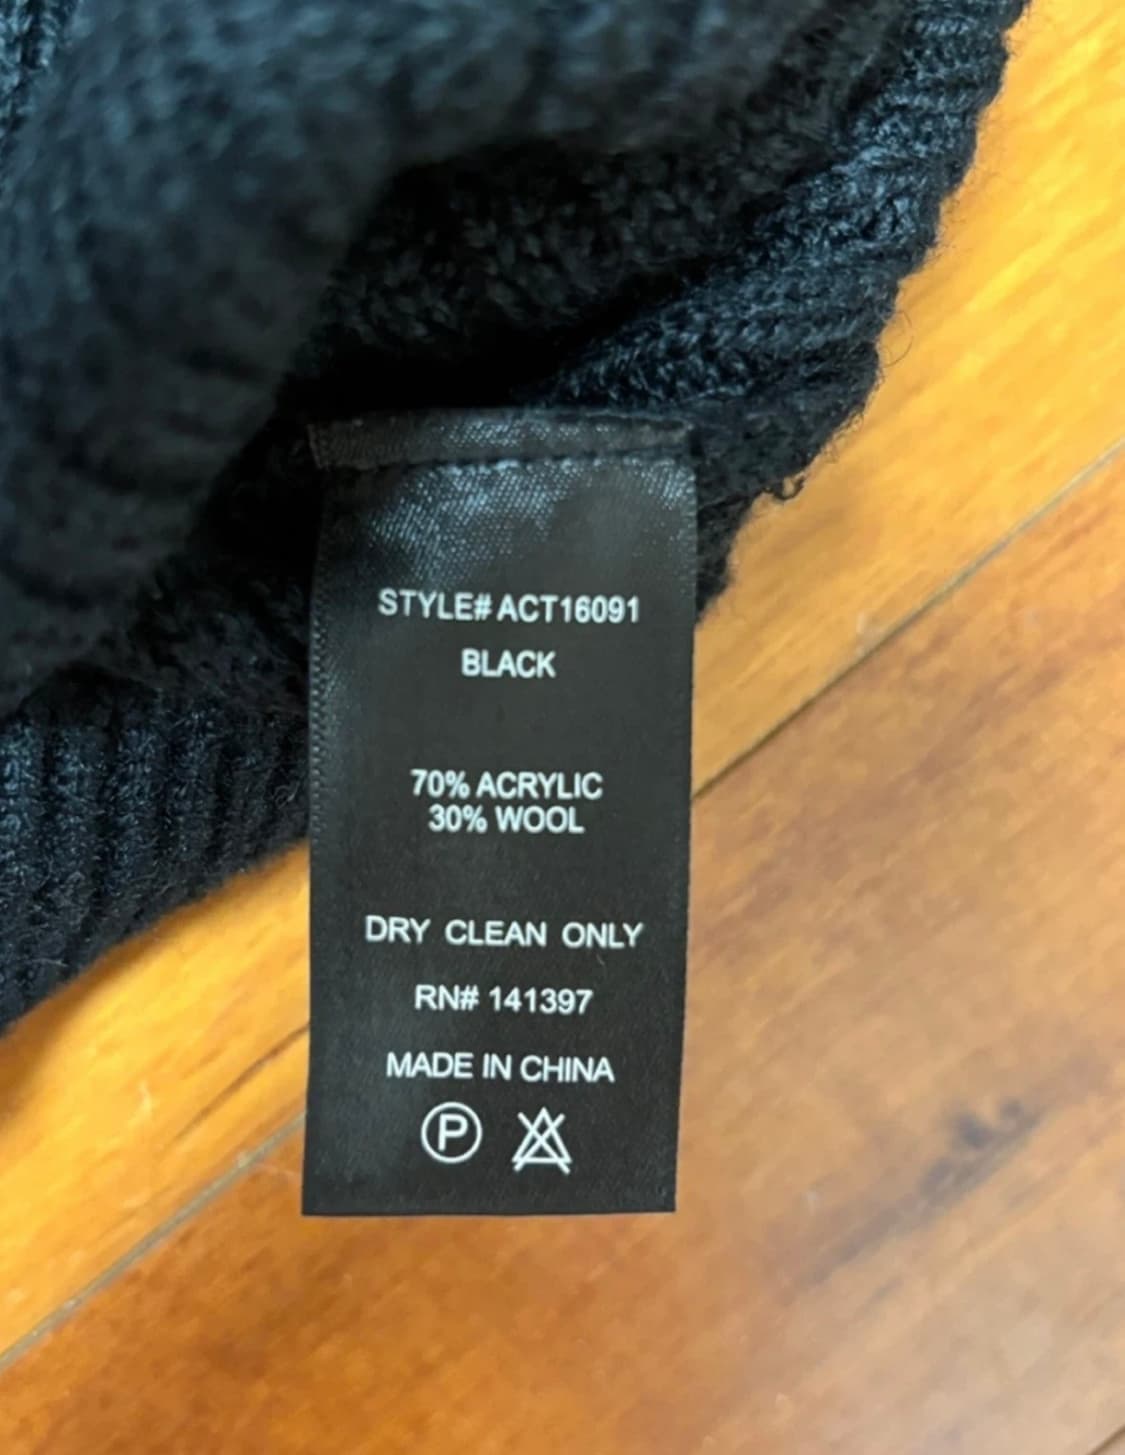 STYLE# ACT16091
BLACK
70% ACRYLIC
30% WOOL
DRY CLEAN ONLY
RN# 141397
MADE IN CHINA
P